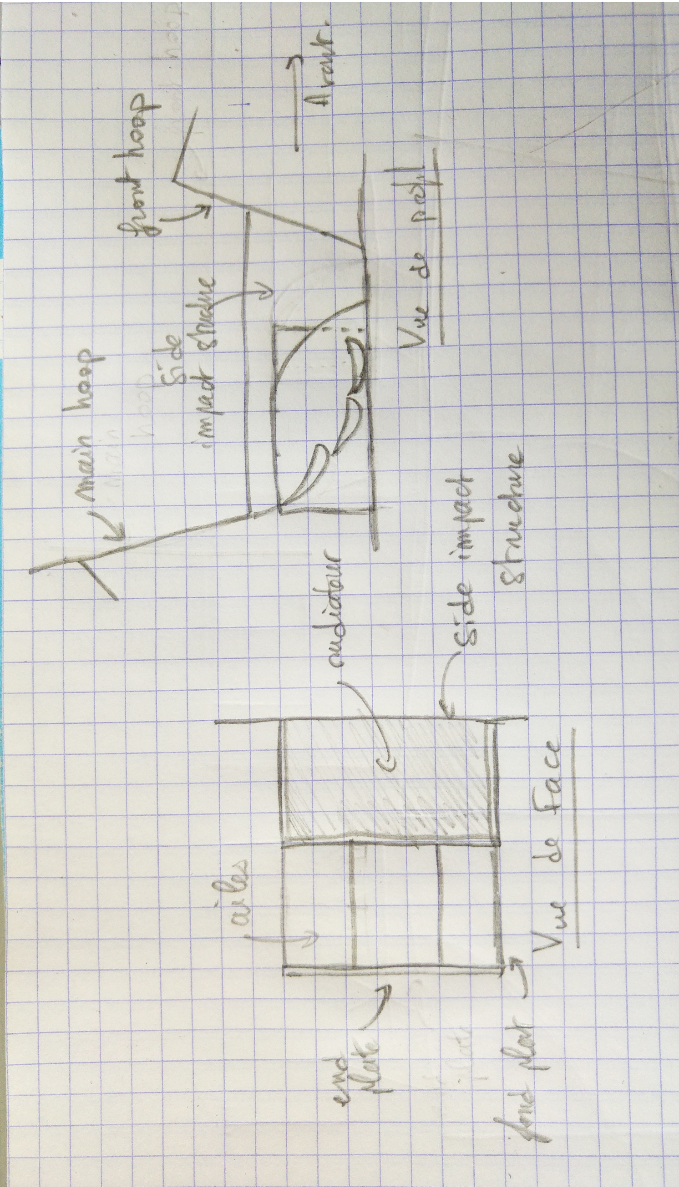 main hoop
front hoop
Avant.
side
impact structure
Vue de profil
radiateur
side impact
structure
ailes
end
plate
fond plat
Vue de Face